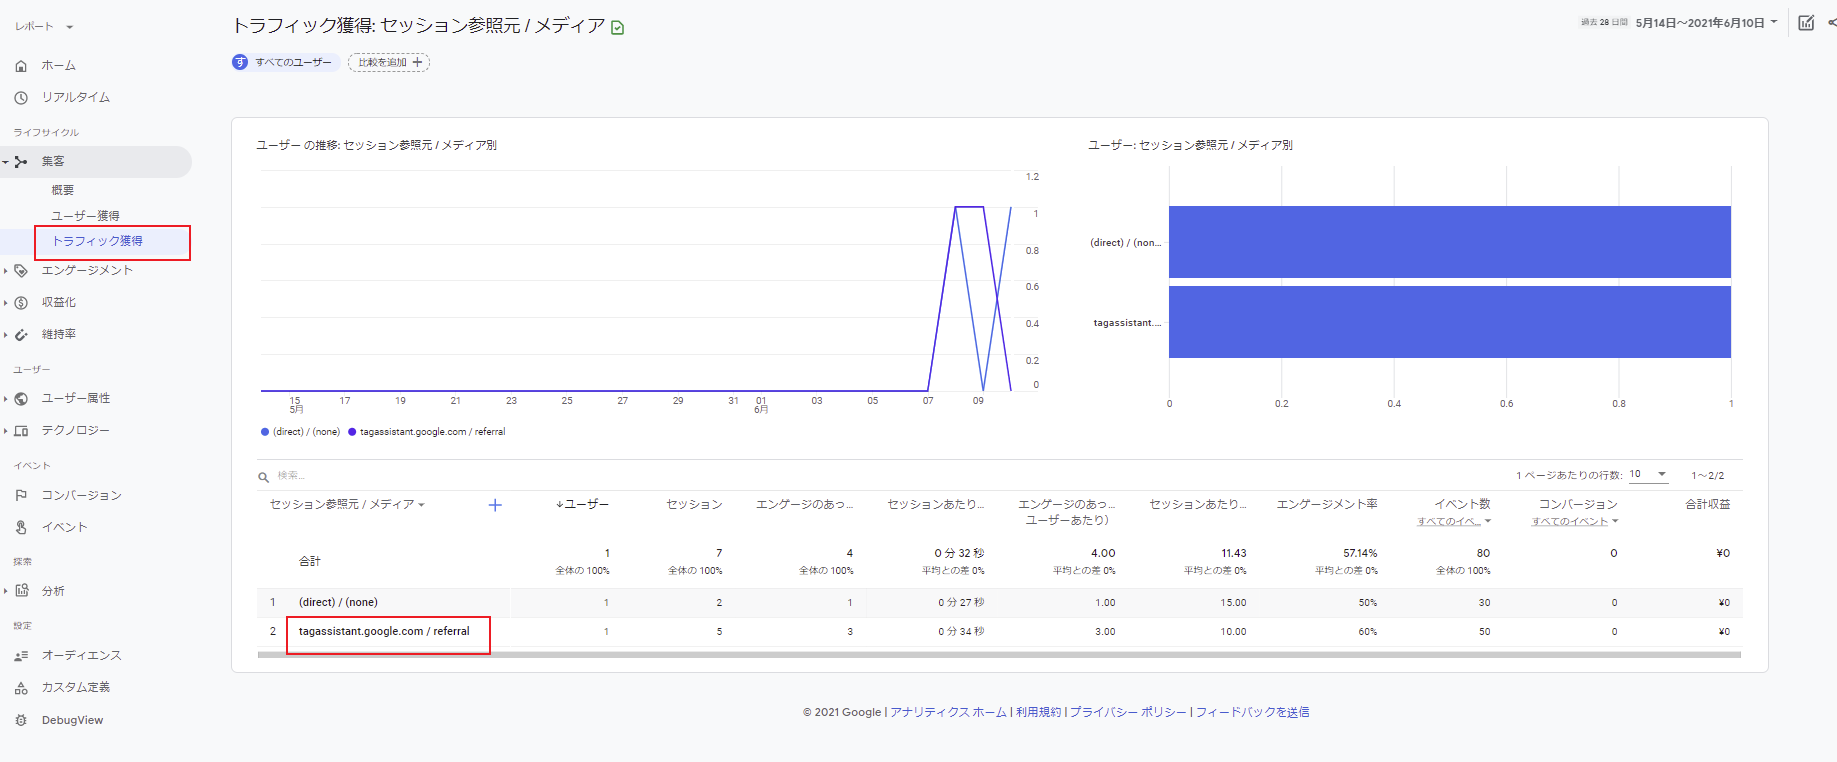 レポート
ホーム
リアルタイム
ライフサイクル
集客
概要
ユーザー獲得
トラフィック獲得
エンゲージメント
収益化
維持率
ユーザー
ユーザー属性
テクノロジー
イベント
コンバージョン
イベント
探索
分析
設定
オーディエンス
カスタム定義
DebugView
トラフィック獲得: セッション参照元 / メディア
過去 28 日間 5月14日～2021年6月10日
す すべてのユーザー 比較を追加
ユーザー の推移: セッション参照元 / メディア別
1.2
1
0.8
0.6
0.4
0.2
0
15 17 19 21 23 25 27 29 31 01 03 05 07 09
5月 6月
(direct) / (none) tagassistant.google.com / referral
ユーザー: セッション参照元 / メディア別
(direct) / (non...
tagassistant....
0 0.2 0.4 0.6 0.8 1
検索...
1 ページあたりの行数: 10 1～2/2
セッション参照元 / メディア ↓ユーザー セッション エンゲージのあっ... セッションあたり... エンゲージのあっ... セッションあたり... エンゲージメント率 イベント数 コンバージョン 合計収益
ユーザーあたり） すべてのイベ... すべてのイベント
合計 1 7 4 0 分 32 秒 4.00 11.43 57.14% 80 0 ¥0
全体の 100% 全体の 100% 全体の 100% 平均との差 0% 平均との差 0% 平均との差 0% 平均との差 0% 全体の 100%
1 (direct) / (none) 1 2 1 0 分 27 秒 1.00 15.00 50% 30 0 ¥0
2 tagassistant.google.com / referral 1 5 3 0 分 34 秒 3.00 10.00 60% 50 0 ¥0
© 2021 Google | アナリティクス ホーム | 利用規約 | プライバシー ポリシー | フィードバックを送信